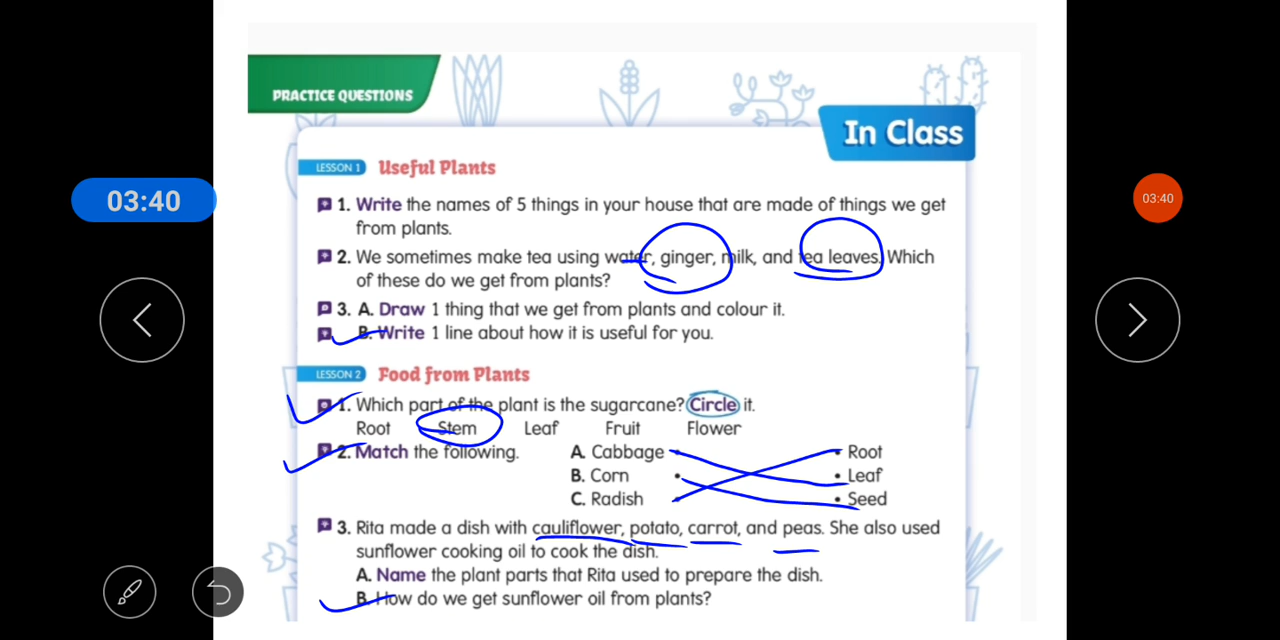 PRACTICE QUESTIONS
In Class
03:40
03:40
LESSON 1 Useful Plants
1. Write the names of 5 things in your house that are made of things we get
from plants.
2. We sometimes make tea using water, ginger, milk, and tea leaves. Which
of these do we get from plants?
3. A. Draw 1 thing that we get from plants and colour it.
B. Write 1 line about how it is useful for you.
LESSON 2 Food from Plants
1. Which part of the plant is the sugarcane? Circle it.
Root Stem Leaf Fruit Flower
2. Match the following. A. Cabbage • • Root
B. Corn • • Leaf
C. Radish • • Seed
3. Rita made a dish with cauliflower, potato, carrot, and peas. She also used
sunflower cooking oil to cook the dish.
A. Name the plant parts that Rita used to prepare the dish.
B. How do we get sunflower oil from plants?